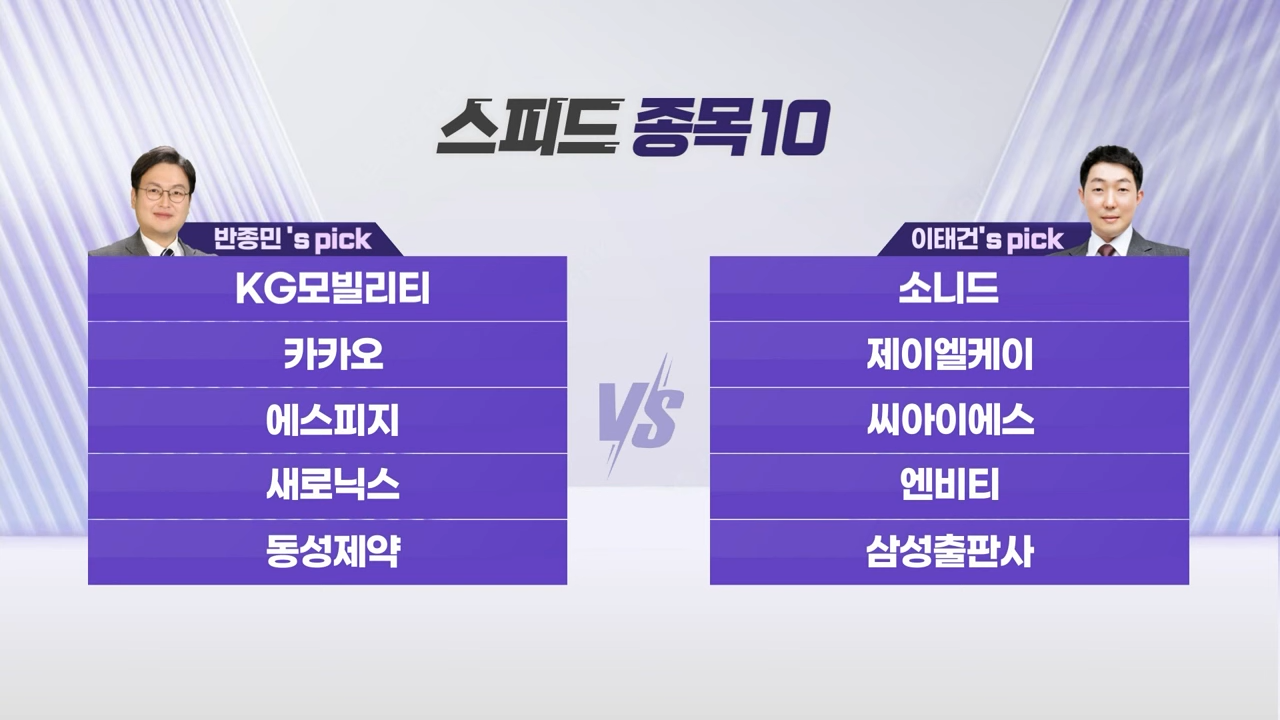 스피드 종목10
반종민 's pick
KG모빌리티
카카오
에스피지
새로닉스
동성제약
VS
이태건's pick
소니드
제이엘케이
씨아이에스
엔비티
삼성출판사